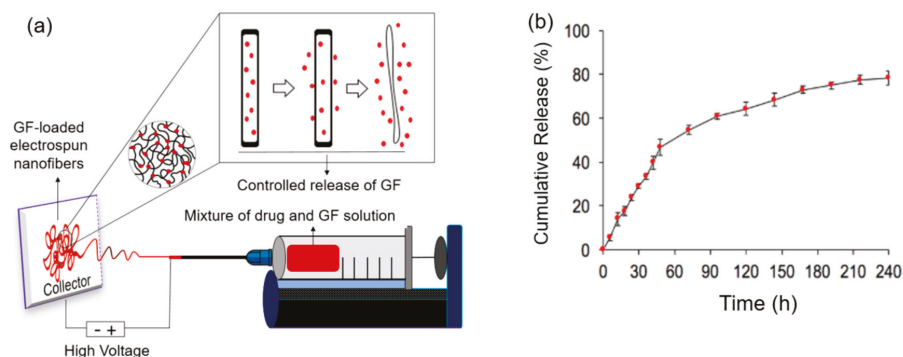 (a)
GF-loaded
electrospun
nanofibers
Controlled release of GF
Mixture of drug and GF solution
Collector
- +
High Voltage
(b)
Cumulative Release (%)
100
80
60
40
20
0
0 30 60 90 120 150 180 210 240
Time (h)